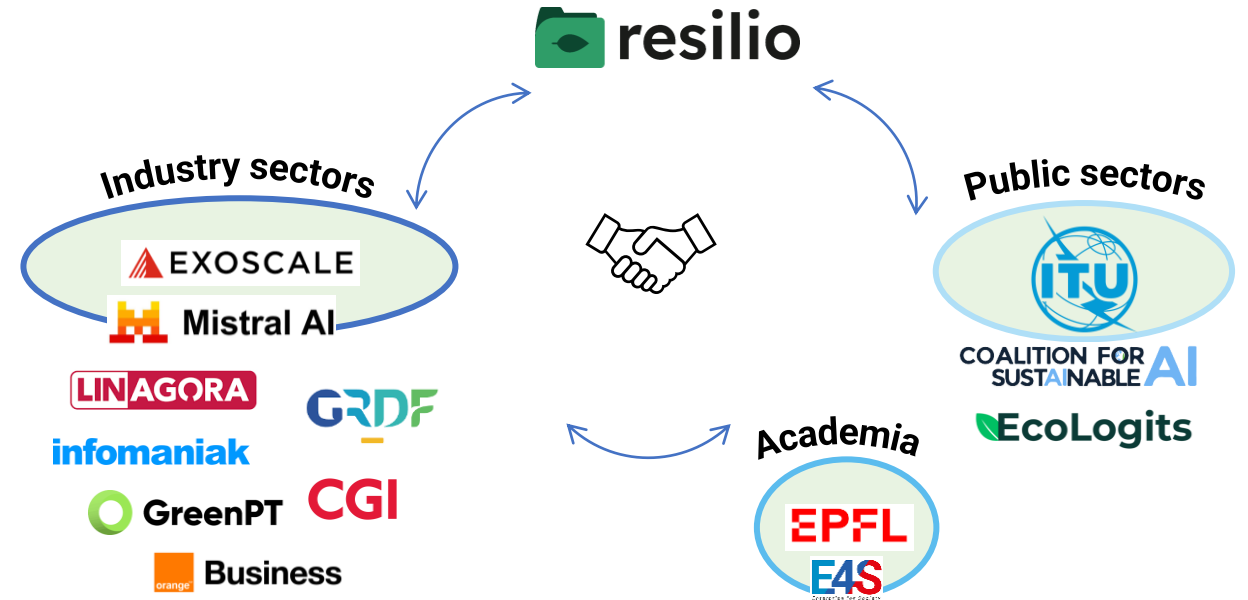 resilio
Industry sectors
EXOSCALE
Mistral AI
LINAGORA
GRDF
infomaniak
CGI
GreenPT
orange
Business
Public sectors
ITU
COALITION FOR
SUSTAINABLE AI
EcoLogits
Academia
EPFL
E4S